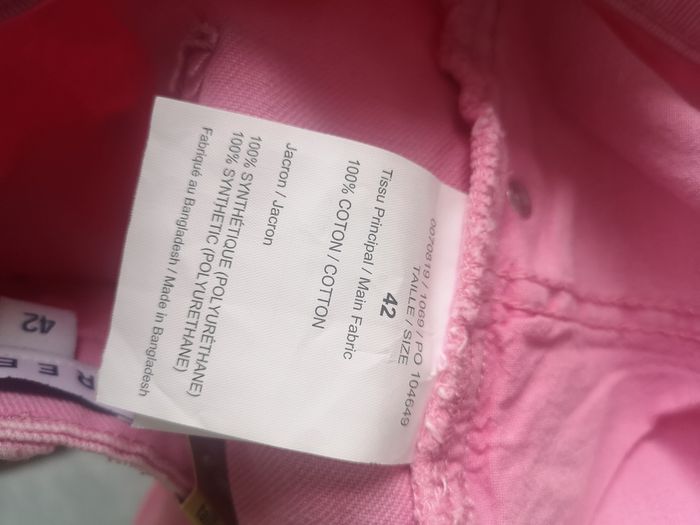 0070819 / 1069 / PO 104649
TAILLE / SIZE
42
Tissu Principal / Main Fabric
100% COTON / COTTON
Jacron / Jacron
100% SYNTHÉTIQUE (POLYURÉTHANE)
100% SYNTHETIC (POLYURETHANE)
Fabriqué au Bangladesh / Made in Bangladesh
42
REE